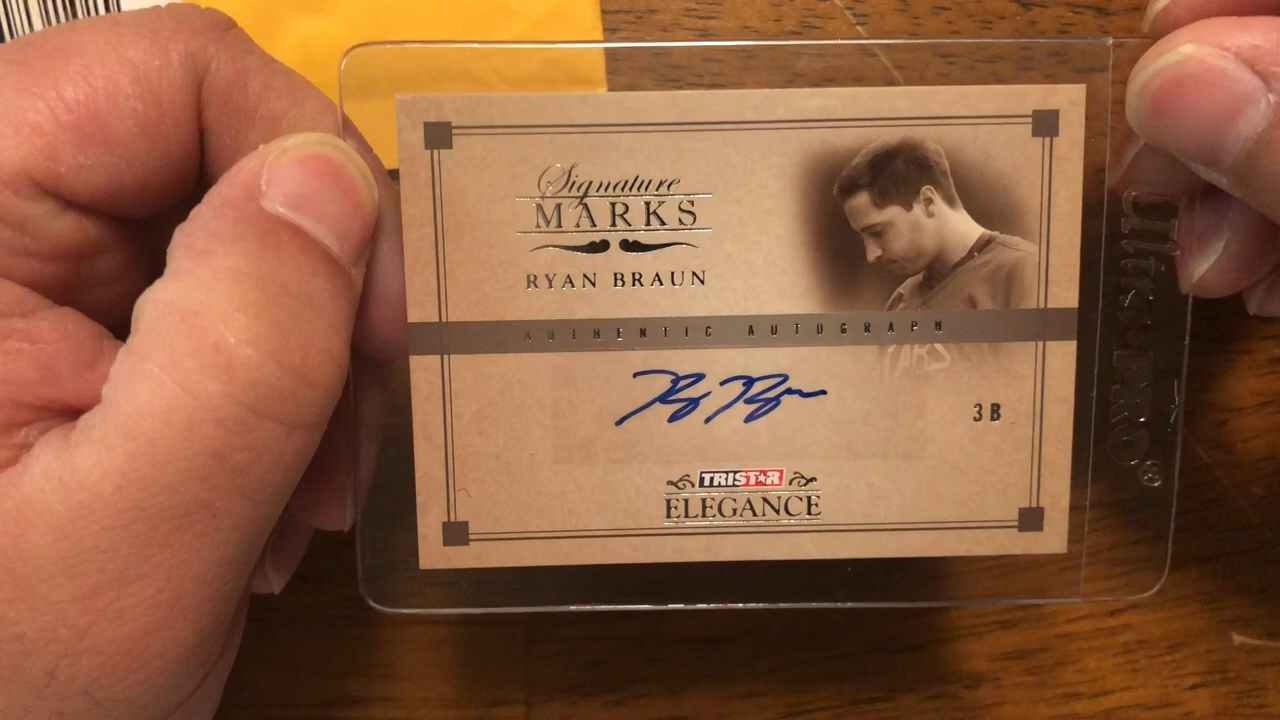 Signature
MARKS
RYAN BRAUN
AUTHENTIC AUTOGRAPH
3B
TRISTAR
ELEGANCE
Ultra·PRO®